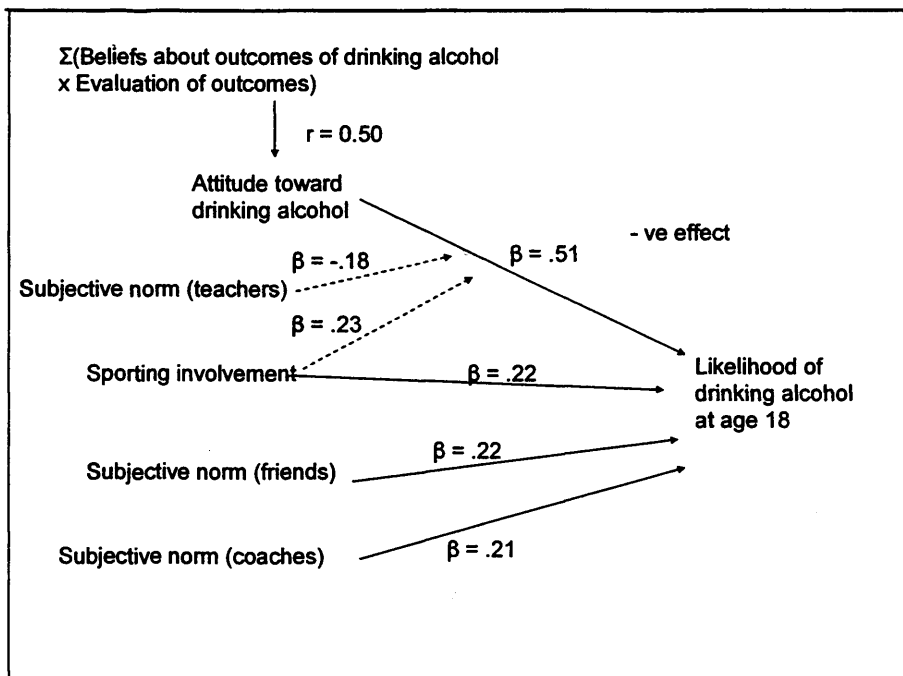 Σ(Beliefs about outcomes of drinking alcohol
x Evaluation of outcomes)
r = 0.50
Attitude toward
drinking alcohol
- ve effect
β = .51
β = -.18
Subjective norm (teachers)
β = .23
Sporting involvement
β = .22
Likelihood of
drinking alcohol
at age 18
β = .22
Subjective norm (friends)
Subjective norm (coaches)
β = .21